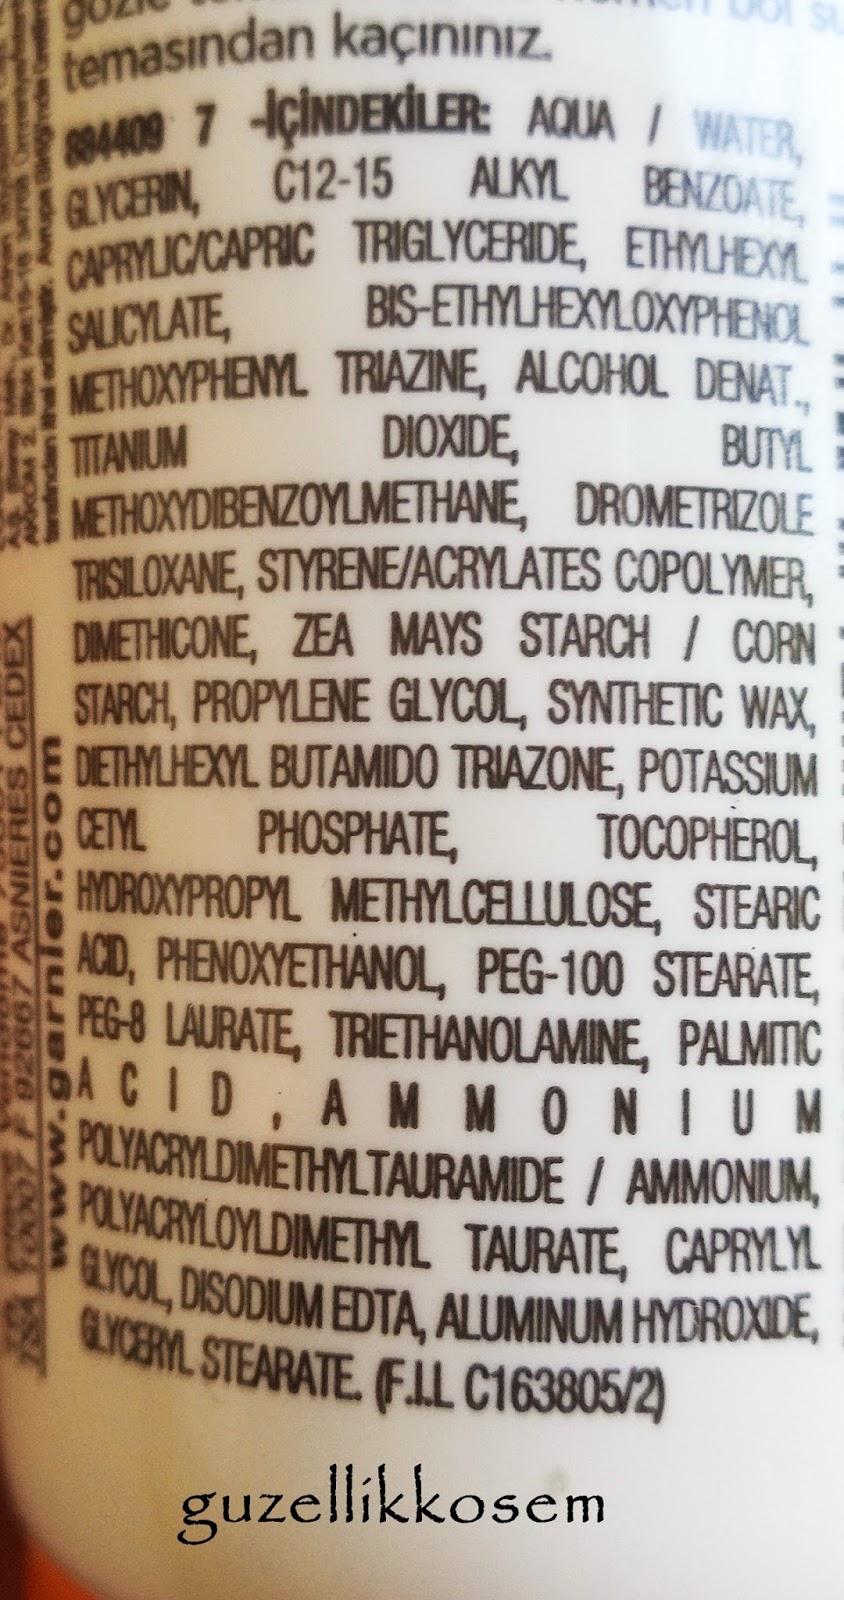 temasından kaçınınız.
884409 7 -İÇİNDEKİLER: AQUA / WATER,
GLYCERIN, C12-15 ALKYL BENZOATE,
CAPRYLIC/CAPRIC TRIGLYCERIDE, ETHYLHEXYL
SALICYLATE, BIS-ETHYLHEXYLOXYPHENOL
METHOXYPHENYL TRIAZINE, ALCOHOL DENAT.,
TITANIUM DIOXIDE, BUTYL
METHOXYDIBENZOYLMETHANE, DROMETRIZOLE
TRISILOXANE, STYRENE/ACRYLATES COPOLYMER,
DIMETHICONE, ZEA MAYS STARCH / CORN
STARCH, PROPYLENE GLYCOL, SYNTHETIC WAX,
DIETHYLHEXYL BUTAMIDO TRIAZONE, POTASSIUM
CETYL PHOSPHATE, TOCOPHEROL,
HYDROXYPROPYL METHYLCELLULOSE, STEARIC
ACID, PHENOXYETHANOL, PEG-100 STEARATE,
PEG-8 LAURATE, TRIETHANOLAMINE, PALMITIC
ACID, AMMONIUM
POLYACRYLDIMETHYLTAURAMIDE / AMMONIUM,
POLYACRYLOYLDIMETHYL TAURATE, CAPRYLYL
GLYCOL, DISODIUM EDTA, ALUMINUM HYDROXIDE,
GLYCERYL STEARATE. (F.I.L C163805/2)
www.garnier.com
F 92667 ASNIERES CEDEX
guzellikkosem